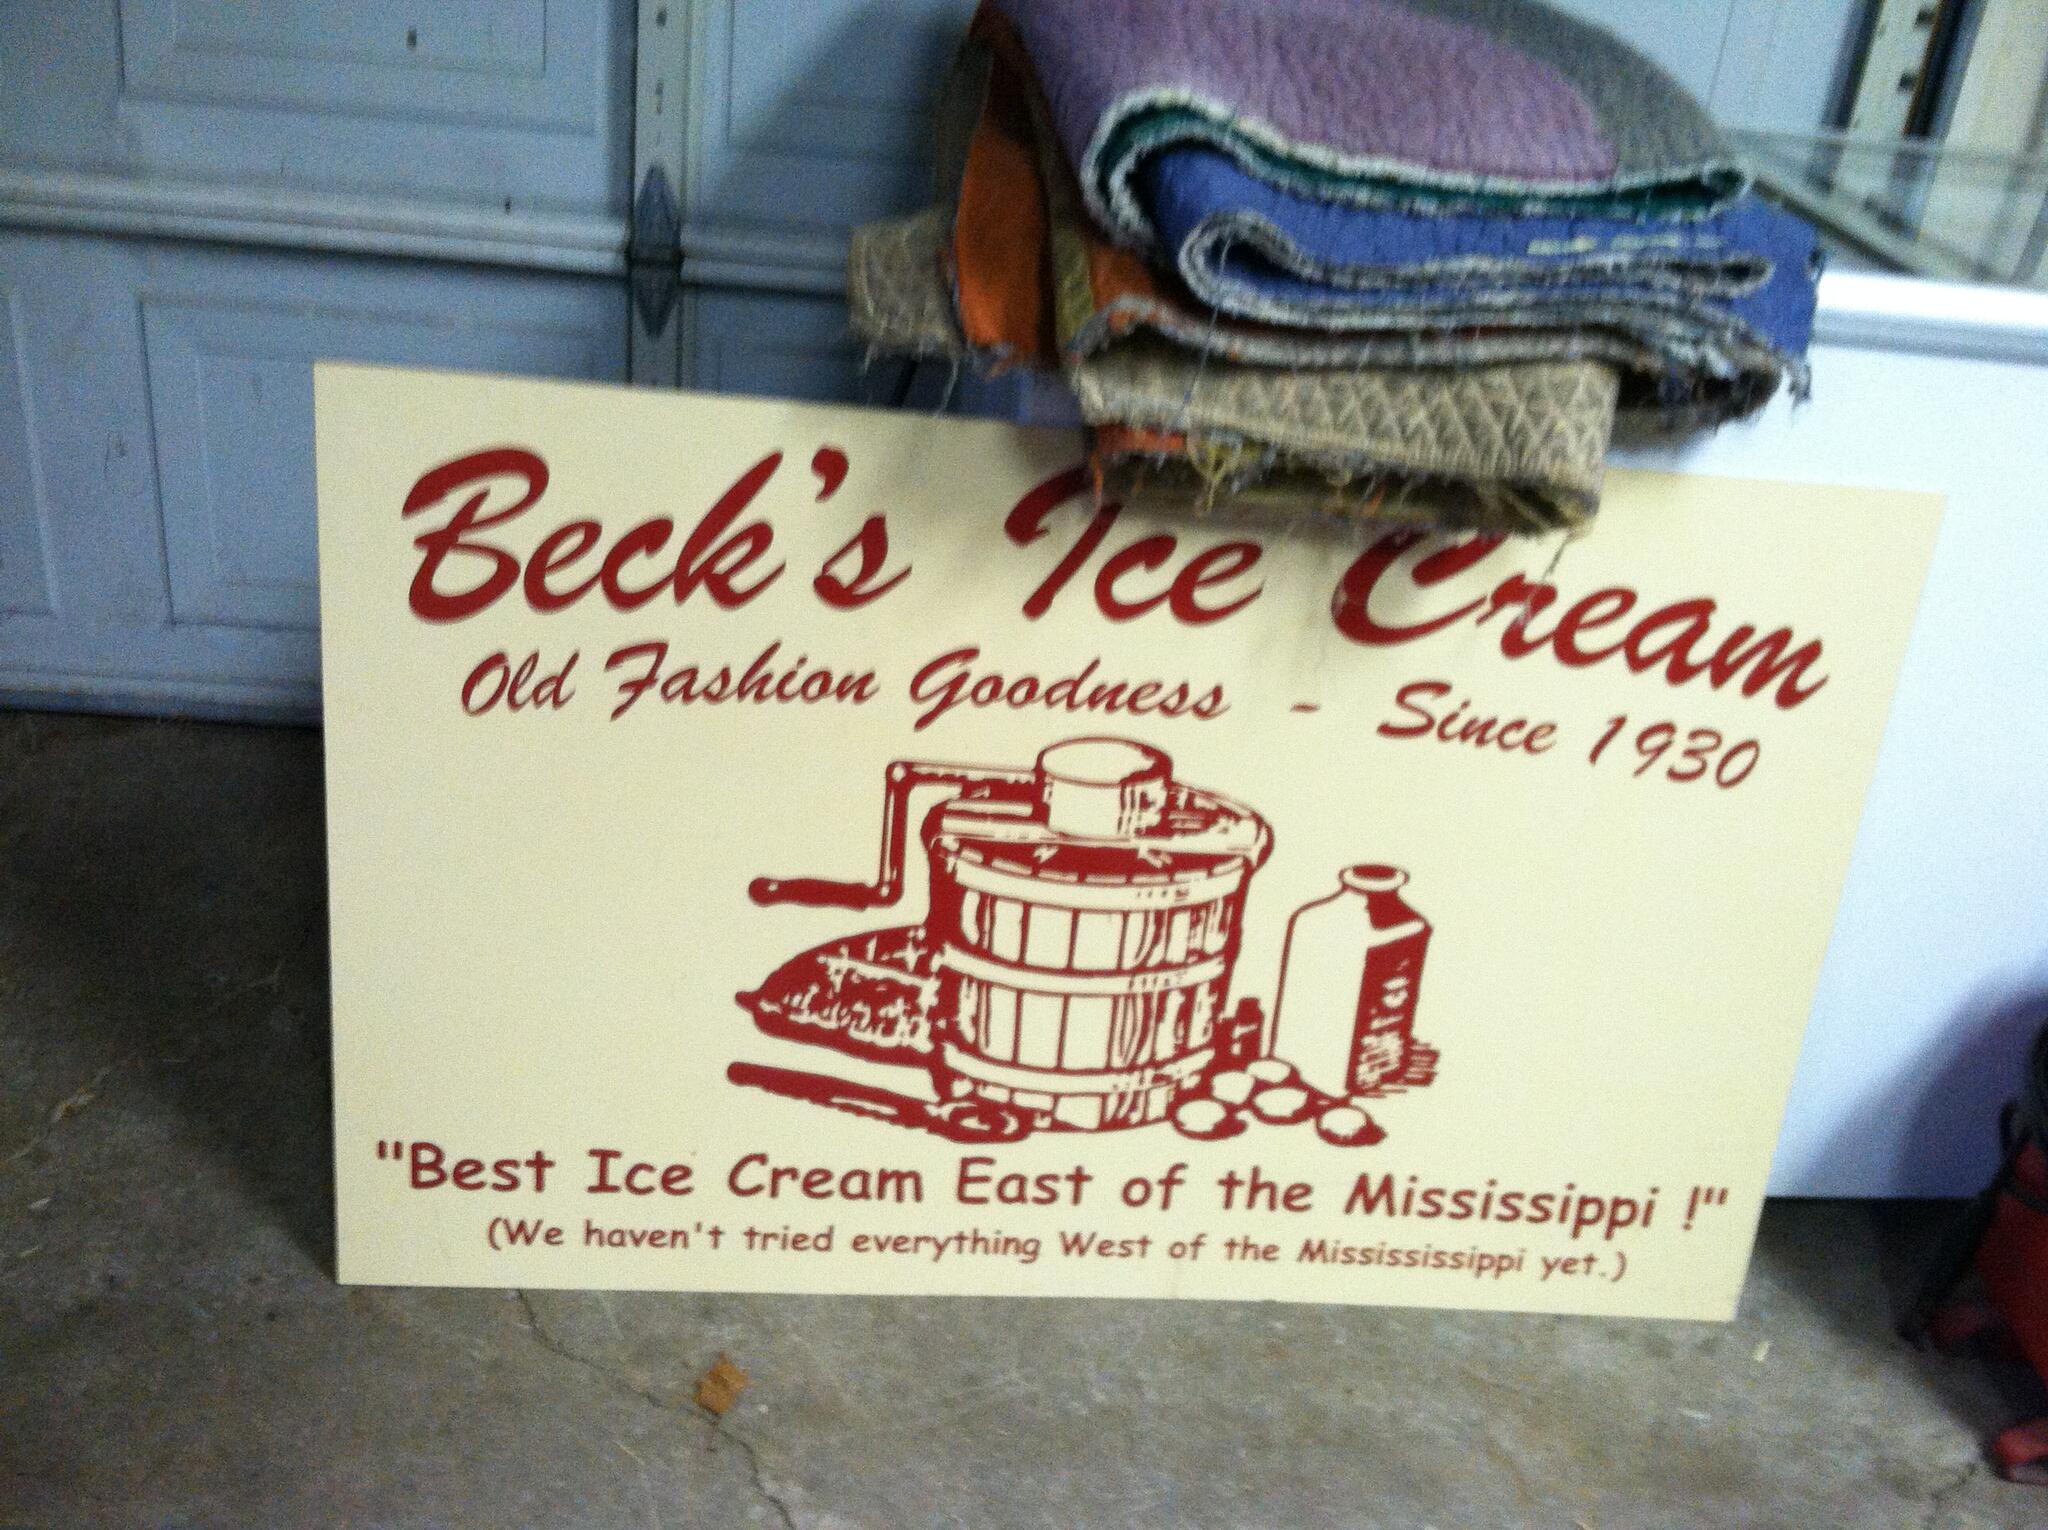 Beck's Ice Cream
Old Fashion Goodness - Since 1930
"Best Ice Cream East of the Mississippi !"
(We haven't tried everything West of the Mississsissippi yet.)